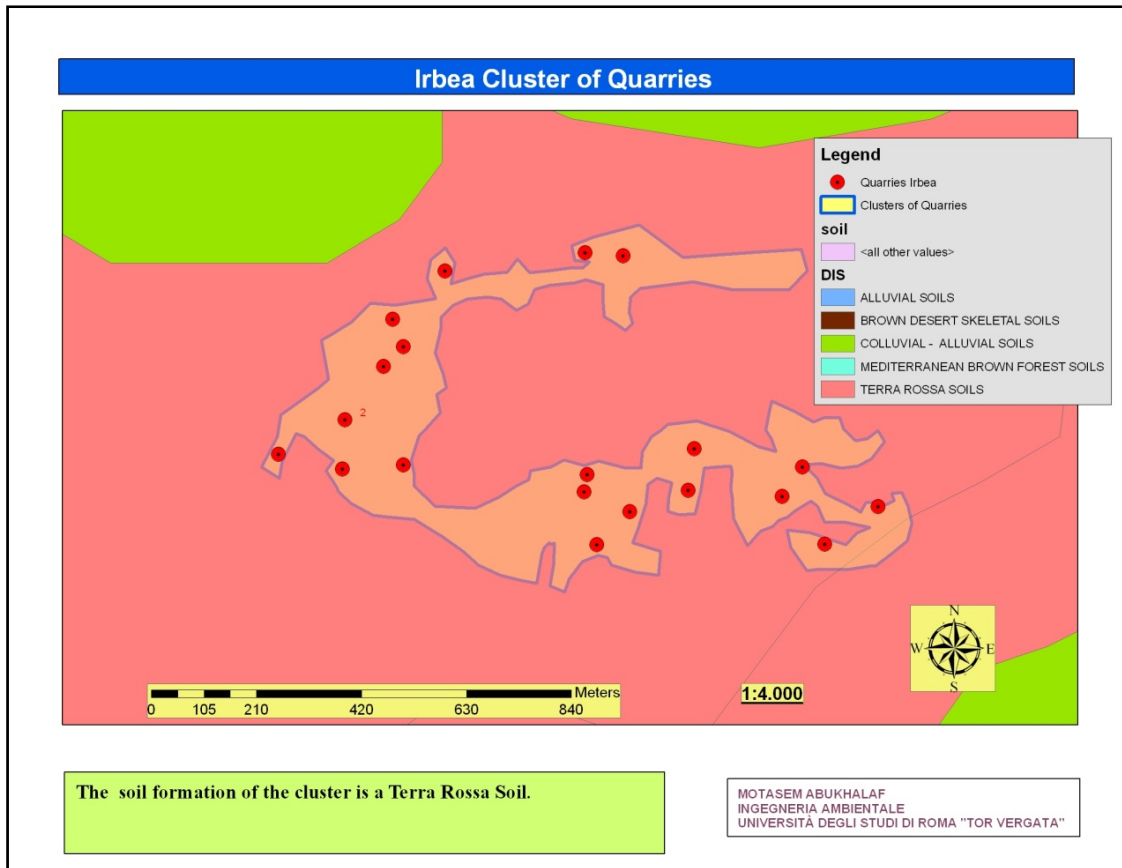 Irbea Cluster of Quarries
Legend
Quarries Irbea
Clusters of Quarries
soil
<all other values>
DIS
ALLUVIAL SOILS
BROWN DESERT SKELETAL SOILS
COLLUVIAL - ALLUVIAL SOILS
MEDITERRANEAN BROWN FOREST SOILS
TERRA ROSSA SOILS
2
N
W E
S
Meters
0 105 210 420 630 840
1:4.000
The soil formation of the cluster is a Terra Rossa Soil.
MOTASEM ABUKHALAF
INGEGNERIA AMBIENTALE
UNIVERSITÀ DEGLI STUDI DI ROMA "TOR VERGATA"